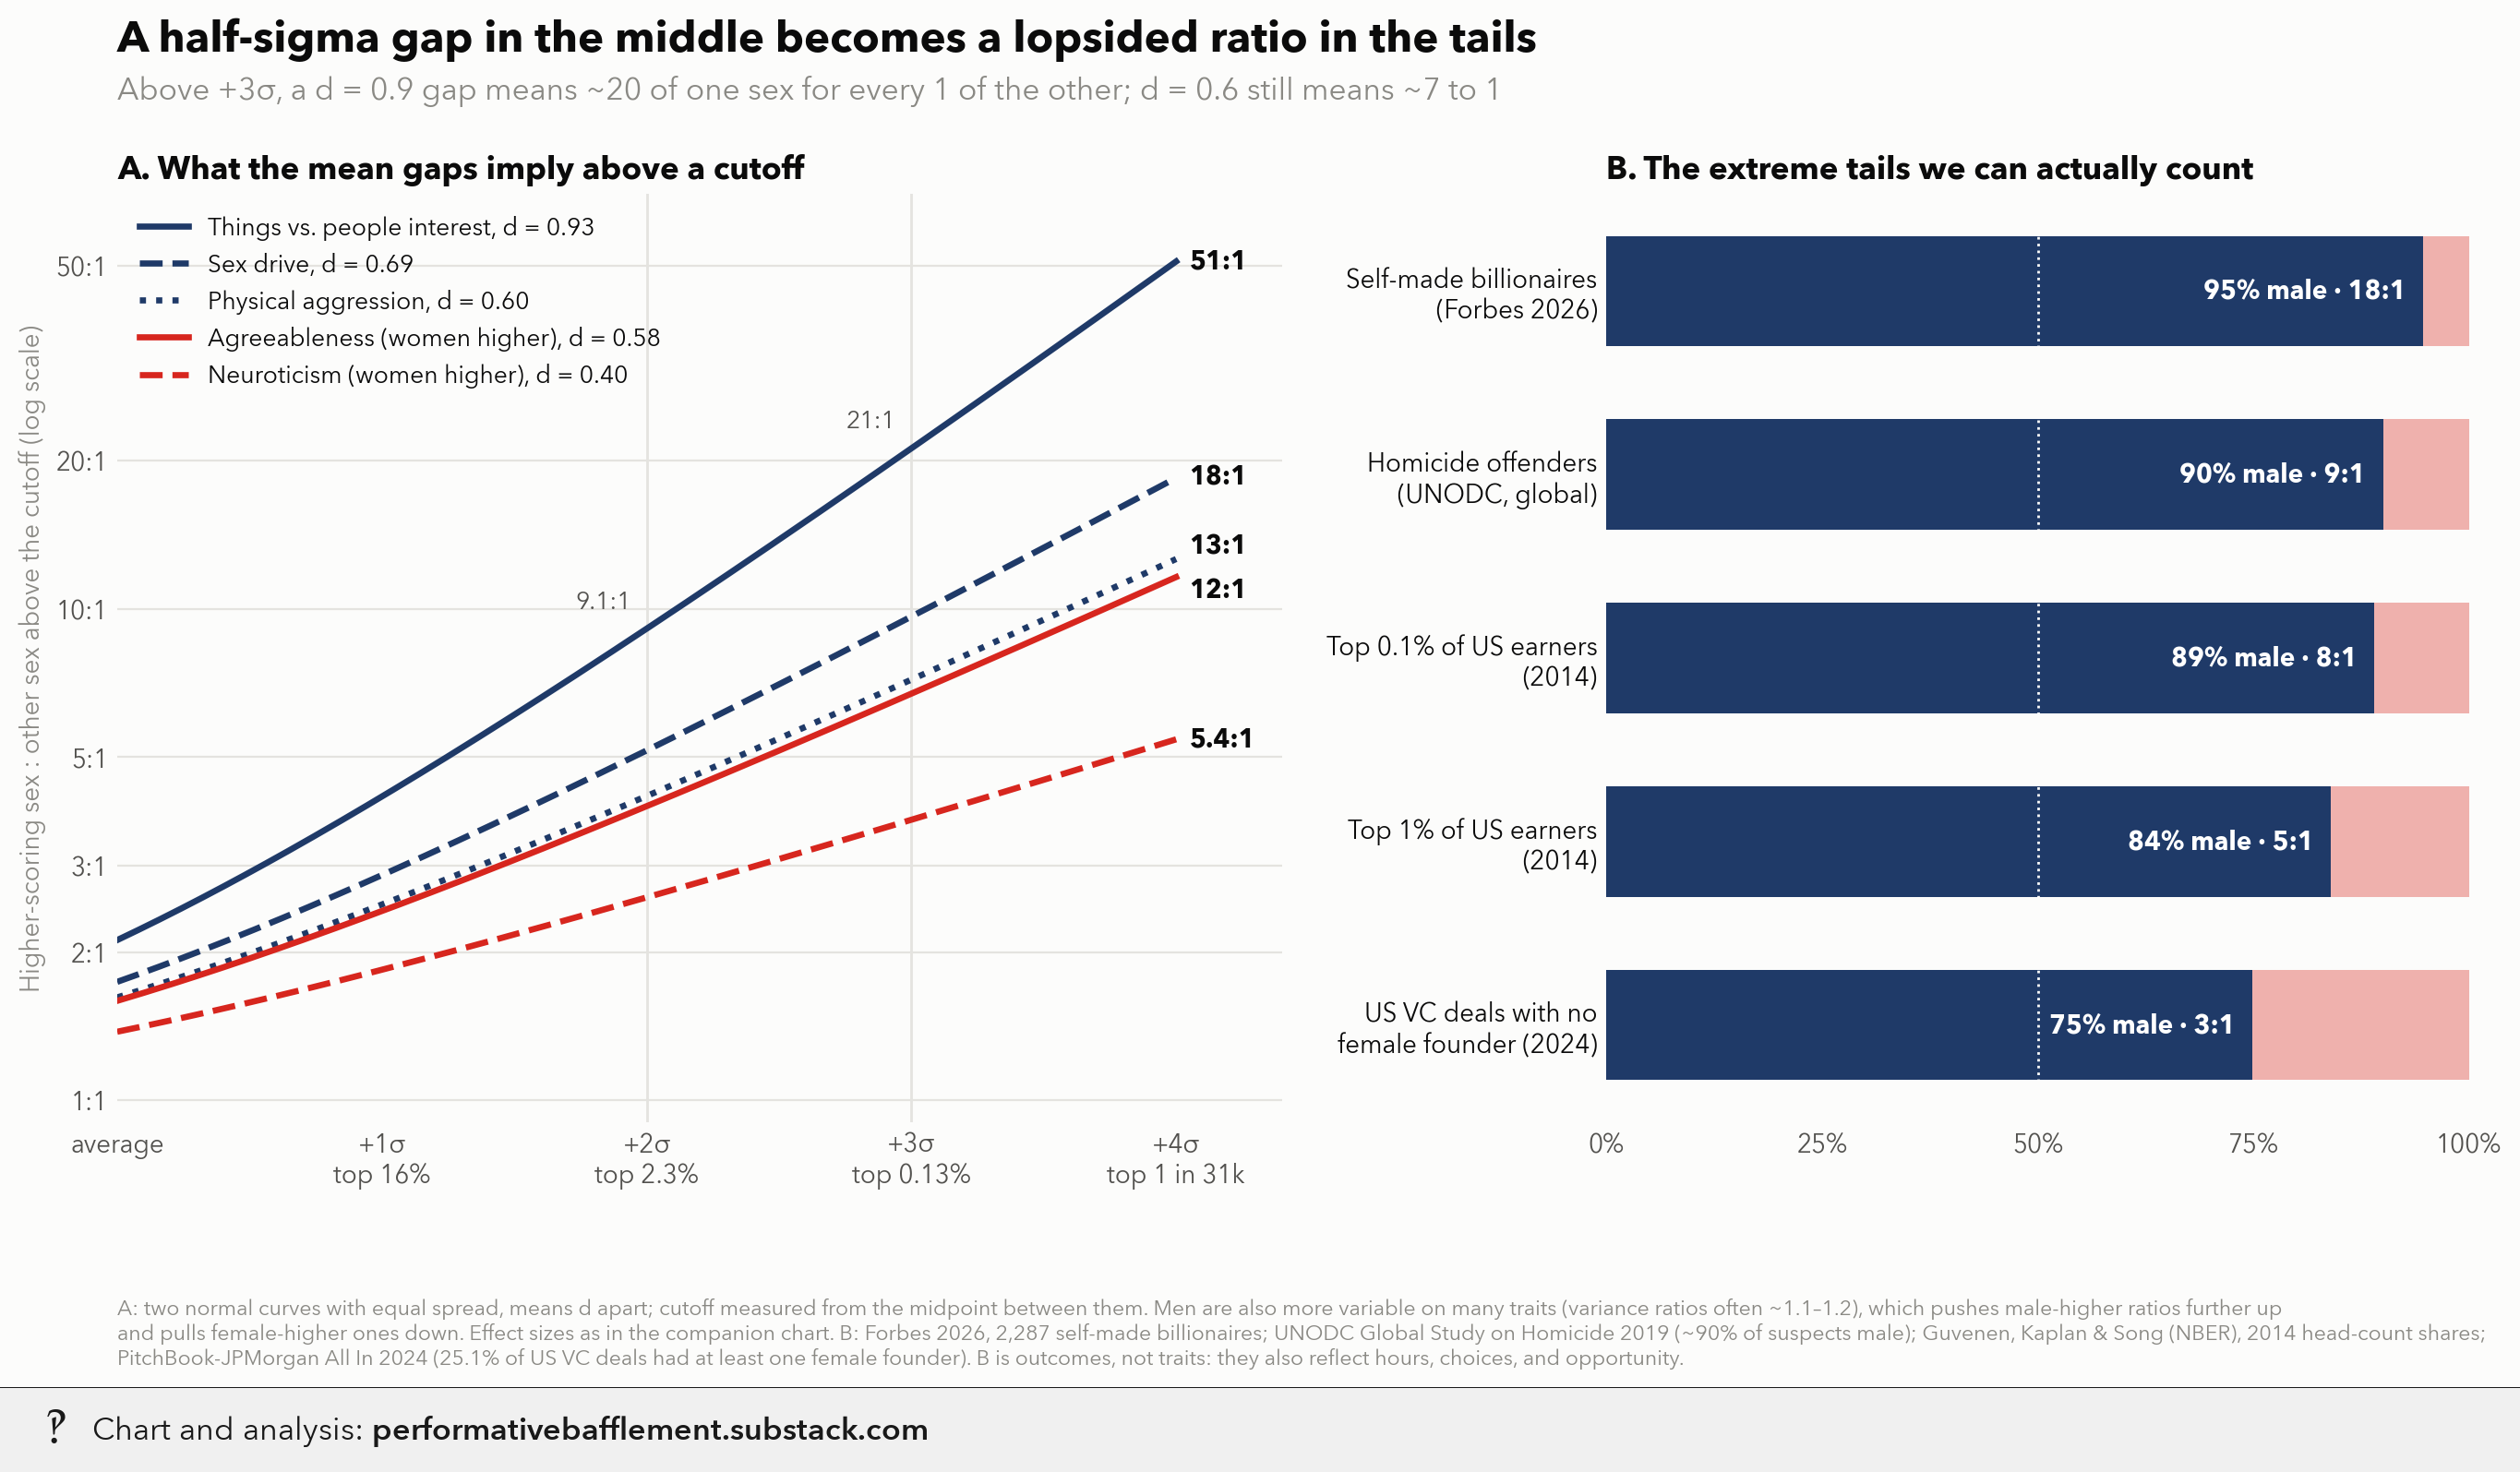 A half-sigma gap in the middle becomes a lopsided ratio in the tails
Above +3σ, a d = 0.9 gap means ~20 of one sex for every 1 of the other; d = 0.6 still means ~7 to 1
A. What the mean gaps imply above a cutoff
Things vs. people interest, d = 0.93
Sex drive, d = 0.69
Physical aggression, d = 0.60
Agreeableness (women higher), d = 0.58
Neuroticism (women higher), d = 0.40
Higher-scoring sex : other sex above the cutoff (log scale)
50:1
20:1
10:1
5:1
3:1
2:1
1:1
9.1:1
21:1
51:1
18:1
13:1
12:1
5.4:1
average
+1σ
top 16%
+2σ
top 2.3%
+3σ
top 0.13%
+4σ
top 1 in 31k
B. The extreme tails we can actually count
Self-made billionaires
(Forbes 2026)
95% male · 18:1
Homicide offenders
(UNODC, global)
90% male · 9:1
Top 0.1% of US earners
(2014)
89% male · 8:1
Top 1% of US earners
(2014)
84% male · 5:1
US VC deals with no
female founder (2024)
75% male · 3:1
0%
25%
50%
75%
100%
A: two normal curves with equal spread, means d apart; cutoff measured from the midpoint between them. Men are also more variable on many traits (variance ratios often ~1.1–1.2), which pushes male-higher ratios further up
and pulls female-higher ones down. Effect sizes as in the companion chart. B: Forbes 2026, 2,287 self-made billionaires; UNODC Global Study on Homicide 2019 (~90% of suspects male); Guvenen, Kaplan & Song (NBER), 2014 head-count shares;
PitchBook-JPMorgan All In 2024 (25.1% of US VC deals had at least one female founder). B is outcomes, not traits: they also reflect hours, choices, and opportunity.
‽ Chart and analysis: performativebafflement.substack.com